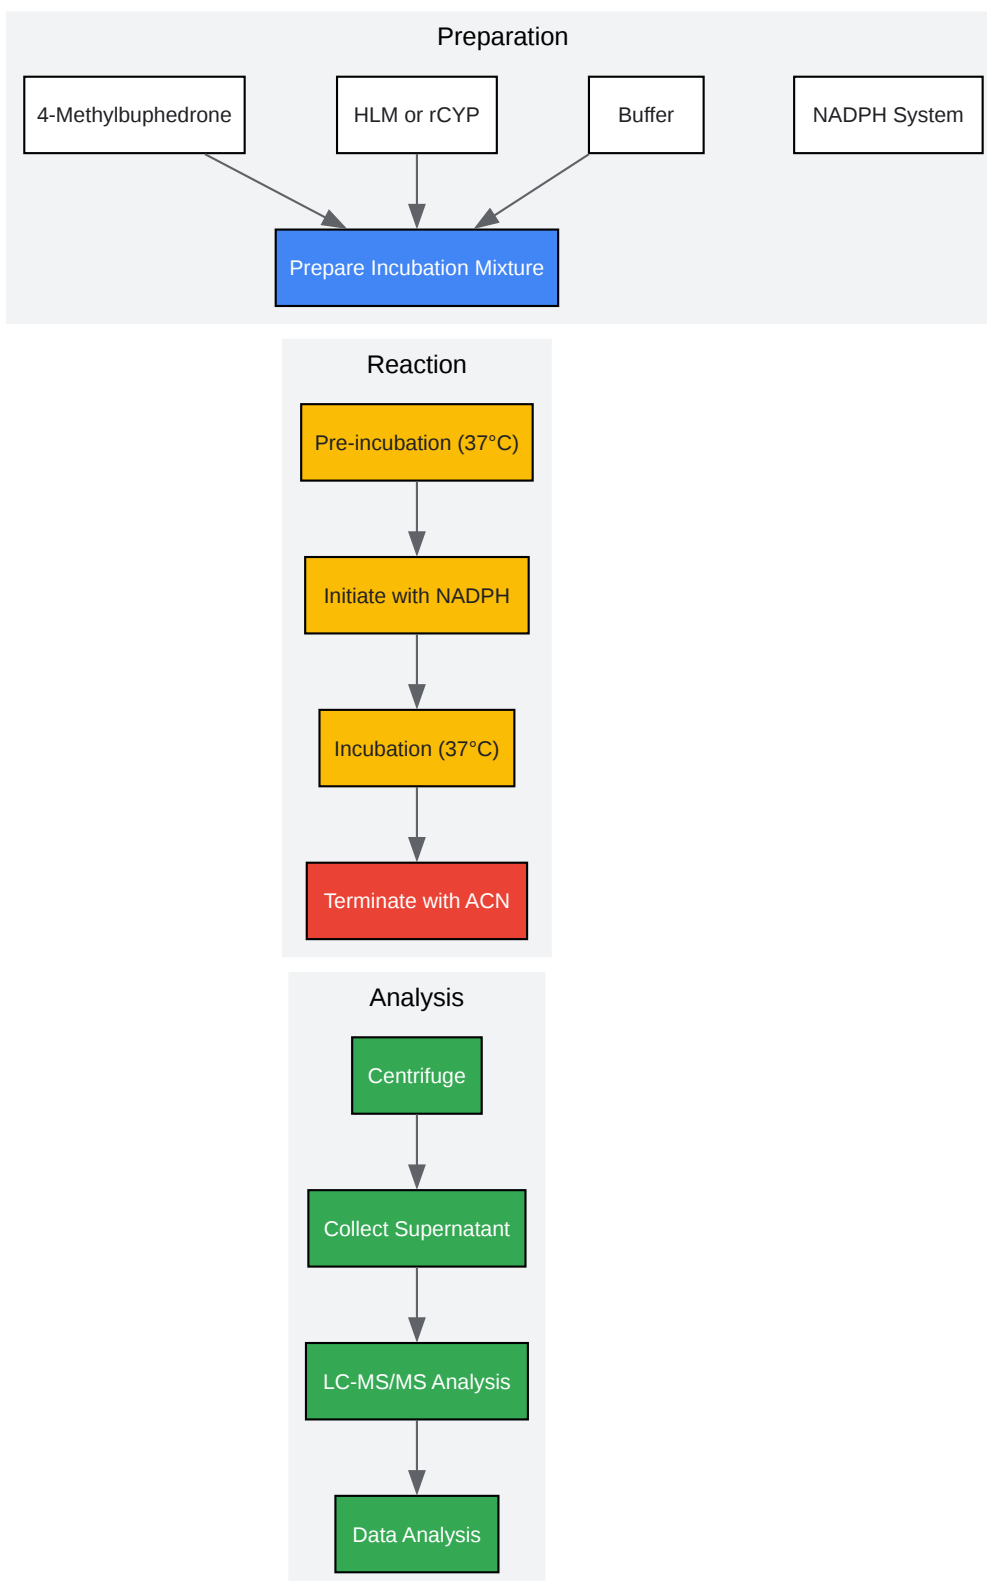 Preparation
4-Methylbuphedrone
HLM or rCYP
Buffer
NADPH System
Prepare Incubation Mixture
Reaction
Pre-incubation (37°C)
Initiate with NADPH
Incubation (37°C)
Terminate with ACN
Analysis
Centrifuge
Collect Supernatant
LC-MS/MS Analysis
Data Analysis